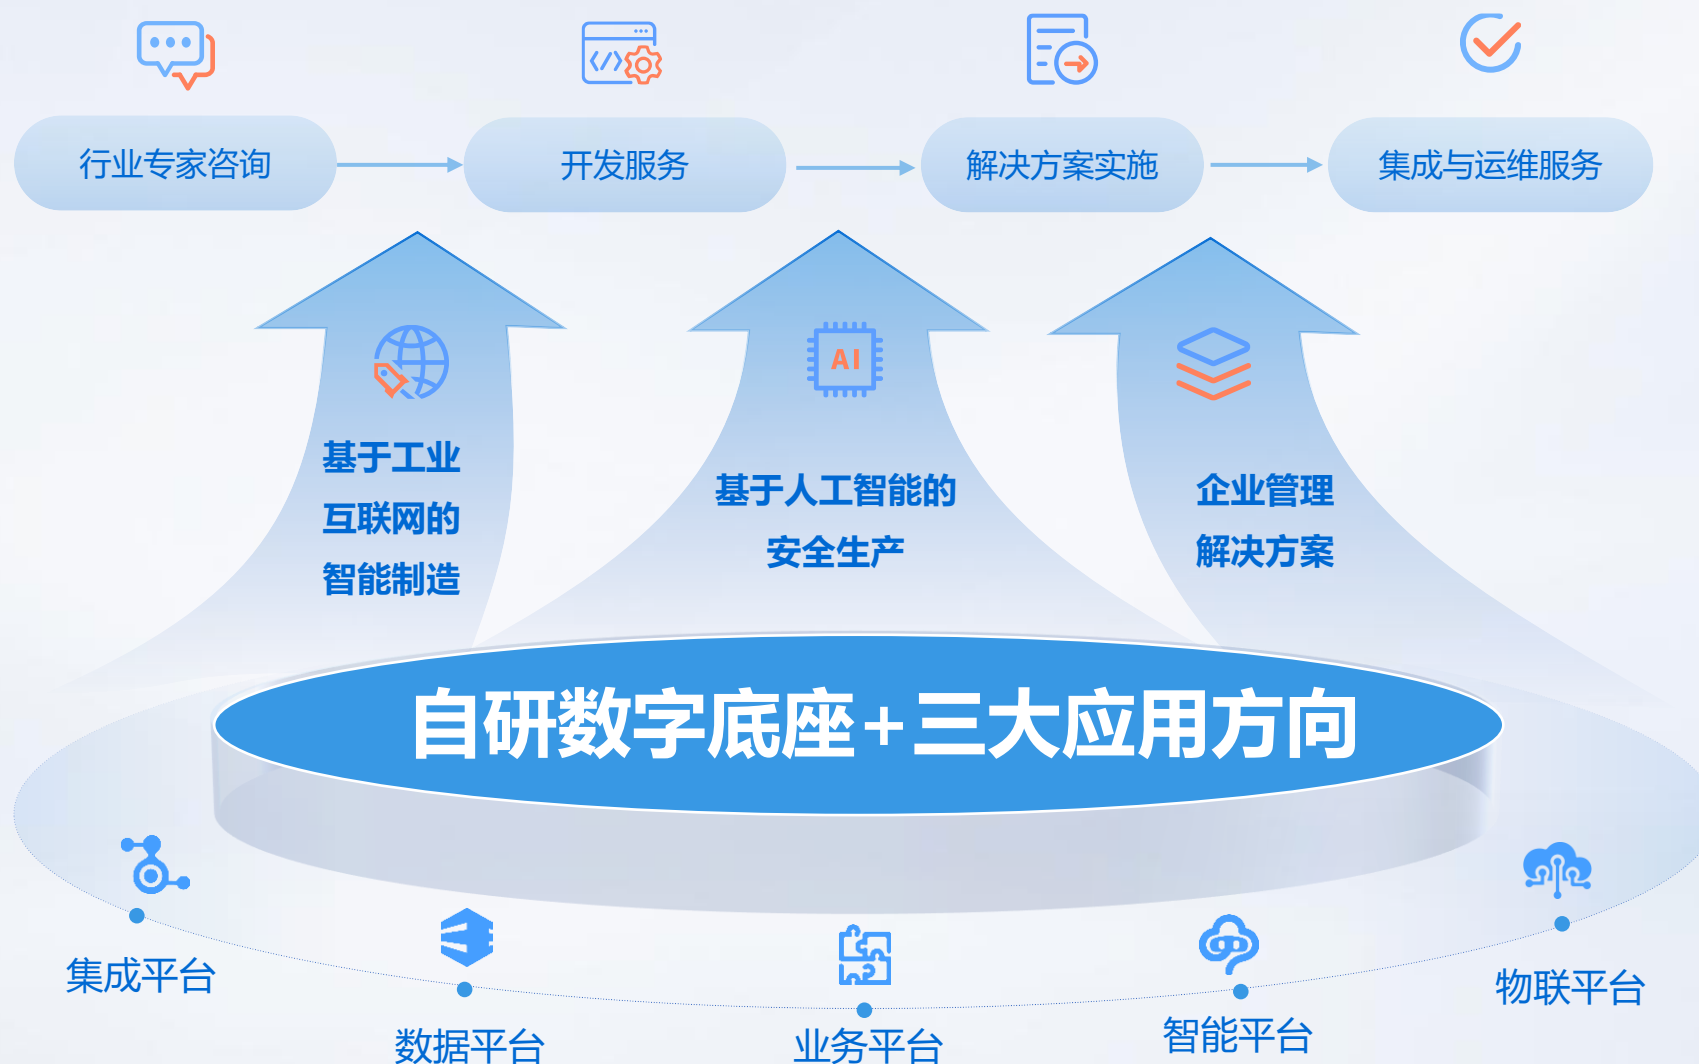 行业专家咨询
开发服务
解决方案实施
集成与运维服务
基于工业
互联网的
智能制造
AI
基于人工智能的
安全生产
企业管理
解决方案
自研数字底座+三大应用方向
集成平台
数据平台
业务平台
智能平台
物联平台